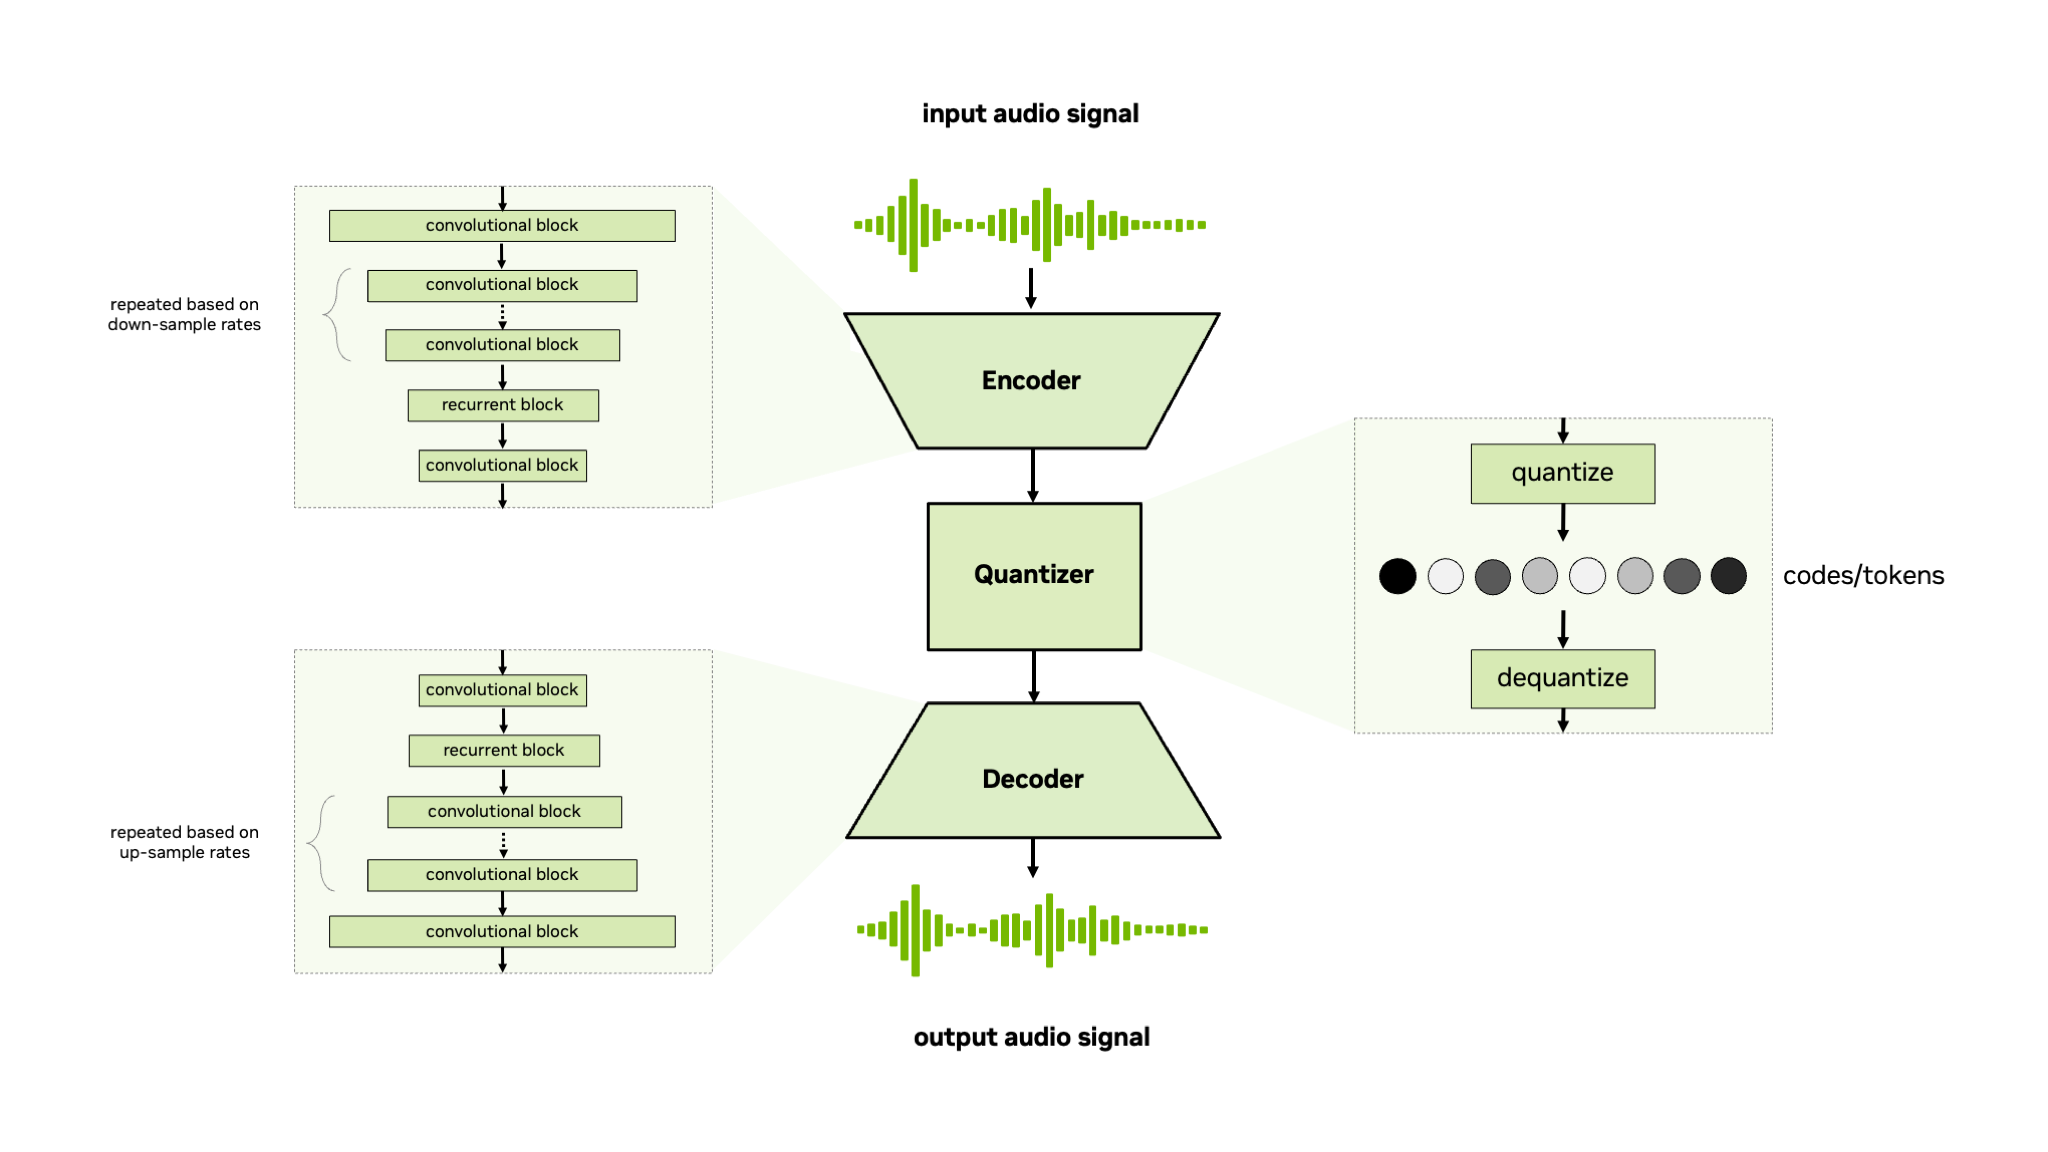 input audio signal
convolutional block
convolutional block
repeated based on
down-sample rates
convolutional block
recurrent block
convolutional block
Encoder
Quantizer
quantize
codes/tokens
dequantize
convolutional block
recurrent block
convolutional block
repeated based on
up-sample rates
convolutional block
convolutional block
Decoder
output audio signal